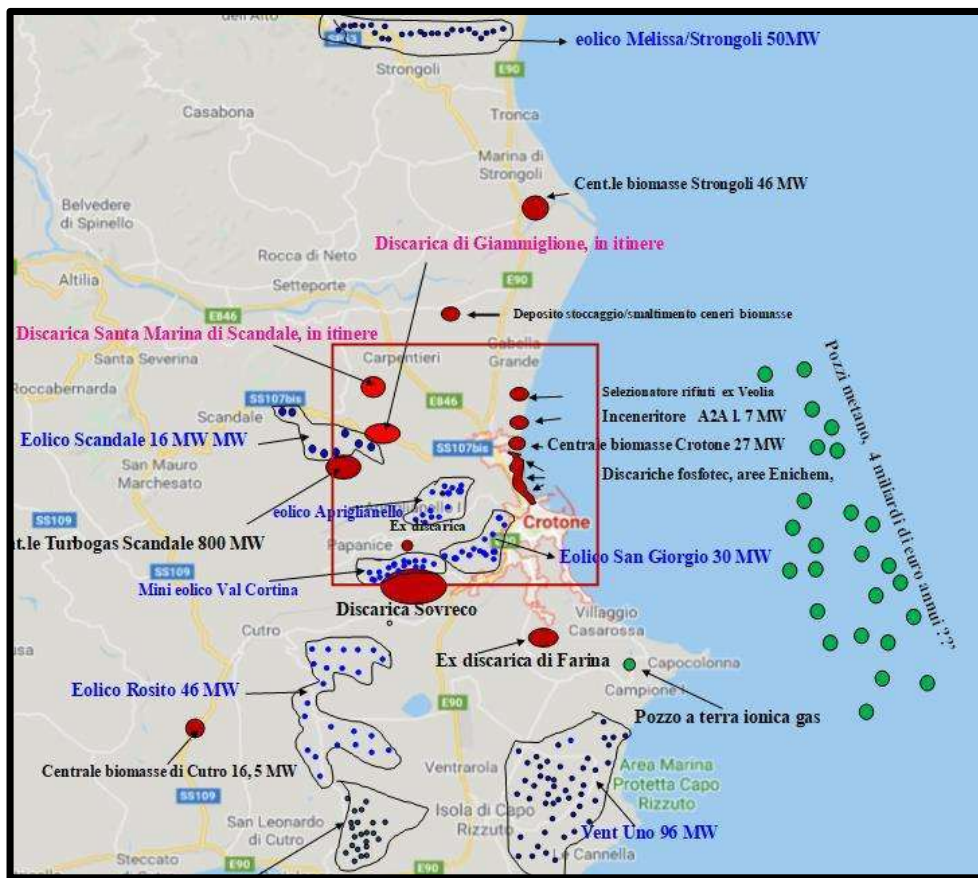 dell'Alto
eolico Melissa/Strongoli 50MW
Strongoli
E90
Casabona
Tronca
Marina di
Strongoli
Cent.le biomasse Strongoli 46 MW
Belvedere
di Spinello
Discarica di Giammiglione, in itinere
Rocca di Neto
Altilia
Setteporte
E90
E846
Deposito stoccaggio/smaltimento ceneri biomasse
Discarica Santa Marina di Scandale, in itinere
Gabella
Grande
Carpentieri
Santa Severina
Roccabernarda
Selezionatore rifiuti ex Veolia
SS107bis
E846
Scandale
Inceneritore A2A l. 7 MW
Eolico Scandale 16 MW MW
SS107bis
Centrale biomasse Crotone 27 MW
San Mauro
Marchesato
Discariche fosfotec, aree Enichem,
Pozzi metano, 4 miliardi di euro annui ??'
eolico Apriglianello
SS109
Ex discarica
Crotone
nt.le Turbogas Scandale 800 MW
Papanice
Eolico San Giorgio 30 MW
SS109
Mini eolico Val Cortina
Discarica Sovreco
Villaggio
Casarossa
Cutro
Ex discarica di Farina
Capocolonna
Campione
Eolico Rosito 46 MW
E90
Pozzo a terra ionica gas
Centrale biomasse di Cutro 16, 5 MW
Ventrarola
Area Marina
Protetta Capo
Rizzuto
SS109
San Leonardo
di Cutro
Isola di Capo
Rizzuto
Vent Uno 96 MW
Le Cannella
Steccato
E90
E90